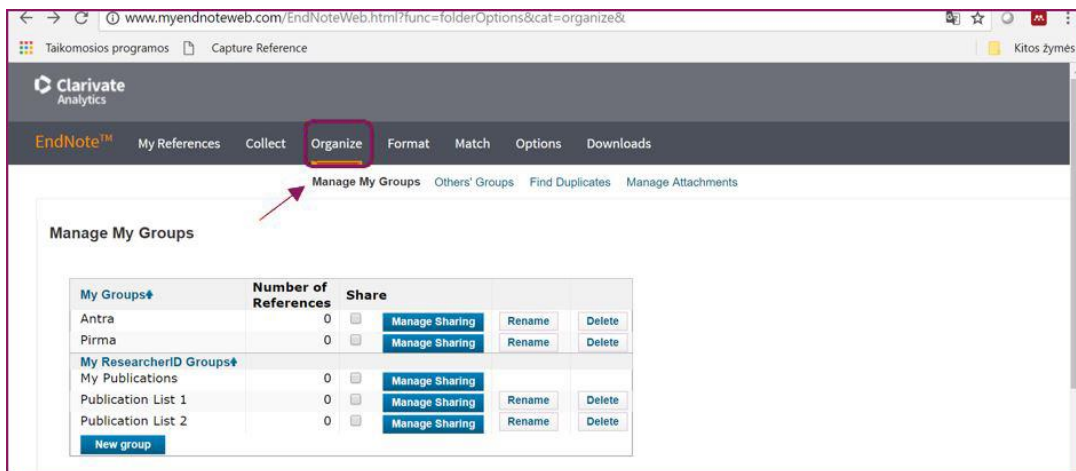 www.myendnoteweb.com/EndNoteWeb.html?func=folderOptions&cat=organize&
Taikomosios programos Capture Reference Kitos žymės
Clarivate
Analytics
EndNote™ My References Collect Organize Format Match Options Downloads
Manage My Groups Others' Groups Find Duplicates Manage Attachments
Manage My Groups
My Groups Number of References Share
Antra 0 Manage Sharing Rename Delete
Pirma 0 Manage Sharing Rename Delete
My ResearcherID Groups
My Publications 0 Manage Sharing
Publication List 1 0 Manage Sharing Rename Delete
Publication List 2 0 Manage Sharing Rename Delete
New group